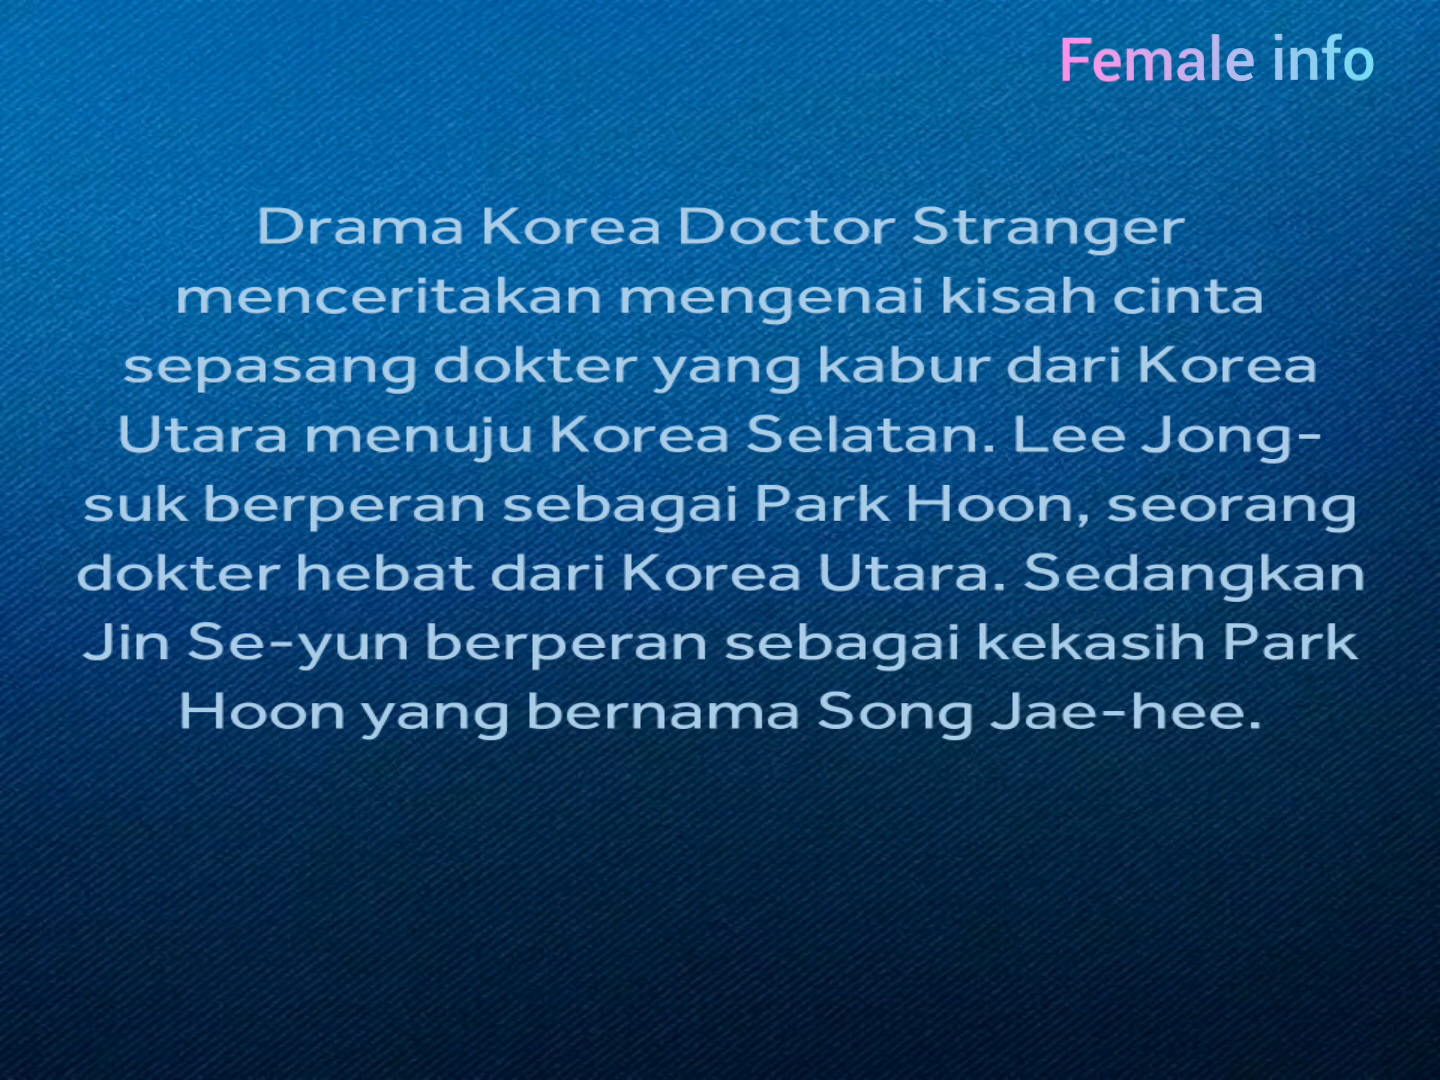 Female info
Drama Korea Doctor Stranger
menceritakan mengenai kisah cinta
sepasang dokter yang kabur dari Korea
Utara menuju Korea Selatan. Lee Jong-
suk berperan sebagai Park Hoon, seorang
dokter hebat dari Korea Utara. Sedangkan
Jin Se-yun berperan sebagai kekasih Park
Hoon yang bernama Song Jae-hee.